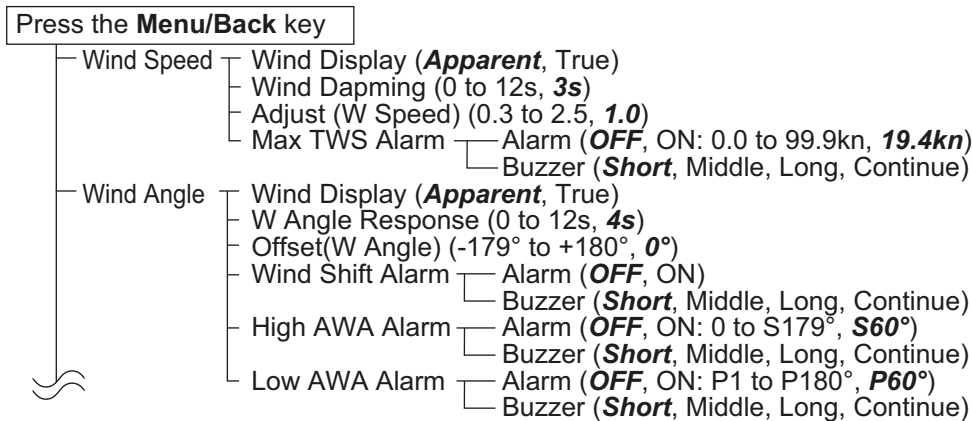 Press the Menu/Back key
Wind Speed Wind Display (Apparent, True)
Wind Dapming (0 to 12s, 3s)
Adjust (W Speed) (0.3 to 2.5, 1.0)
Max TWS Alarm Alarm (OFF, ON: 0.0 to 99.9kn, 19.4kn)
Buzzer (Short, Middle, Long, Continue)
Wind Angle Wind Display (Apparent, True)
W Angle Response (0 to 12s, 4s)
Offset(W Angle) (-179° to +180°, 0°)
Wind Shift Alarm Alarm (OFF, ON)
Buzzer (Short, Middle, Long, Continue)
High AWA Alarm Alarm (OFF, ON: 0 to S179°, S60°)
Buzzer (Short, Middle, Long, Continue)
Low AWA Alarm Alarm (OFF, ON: P1 to P180°, P60°)
Buzzer (Short, Middle, Long, Continue)